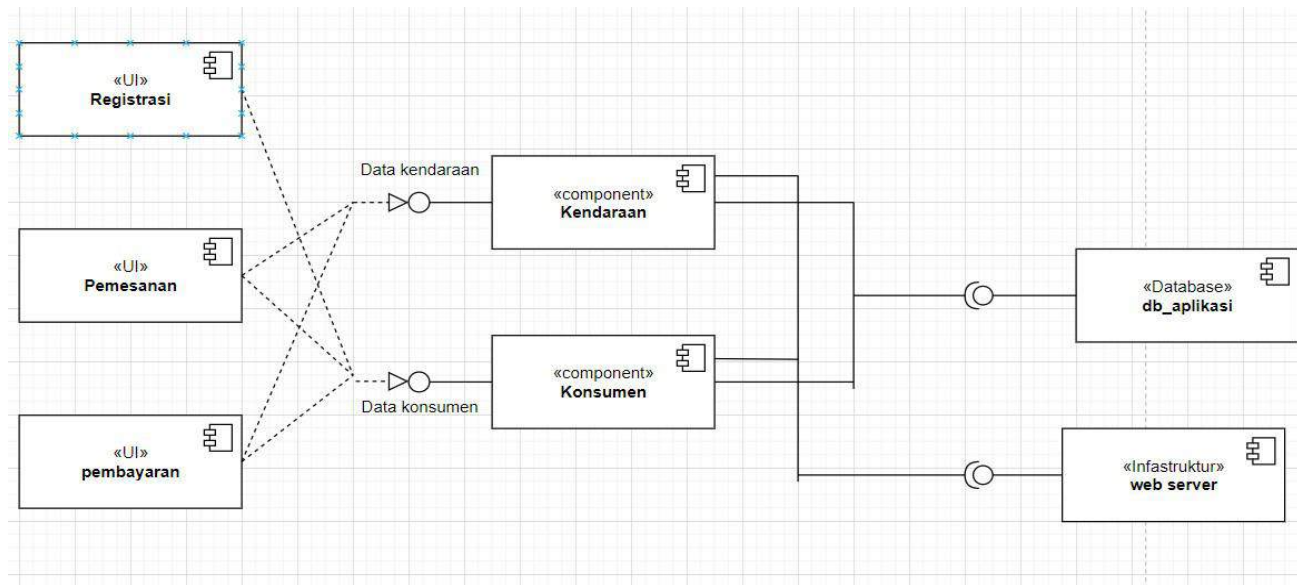 «UI»
Registrasi
Data kendaraan
«component»
Kendaraan
«UI»
Pemesanan
«Database»
db_aplikasi
«component»
Konsumen
Data konsumen
«UI»
pembayaran
«Infastruktur»
web server